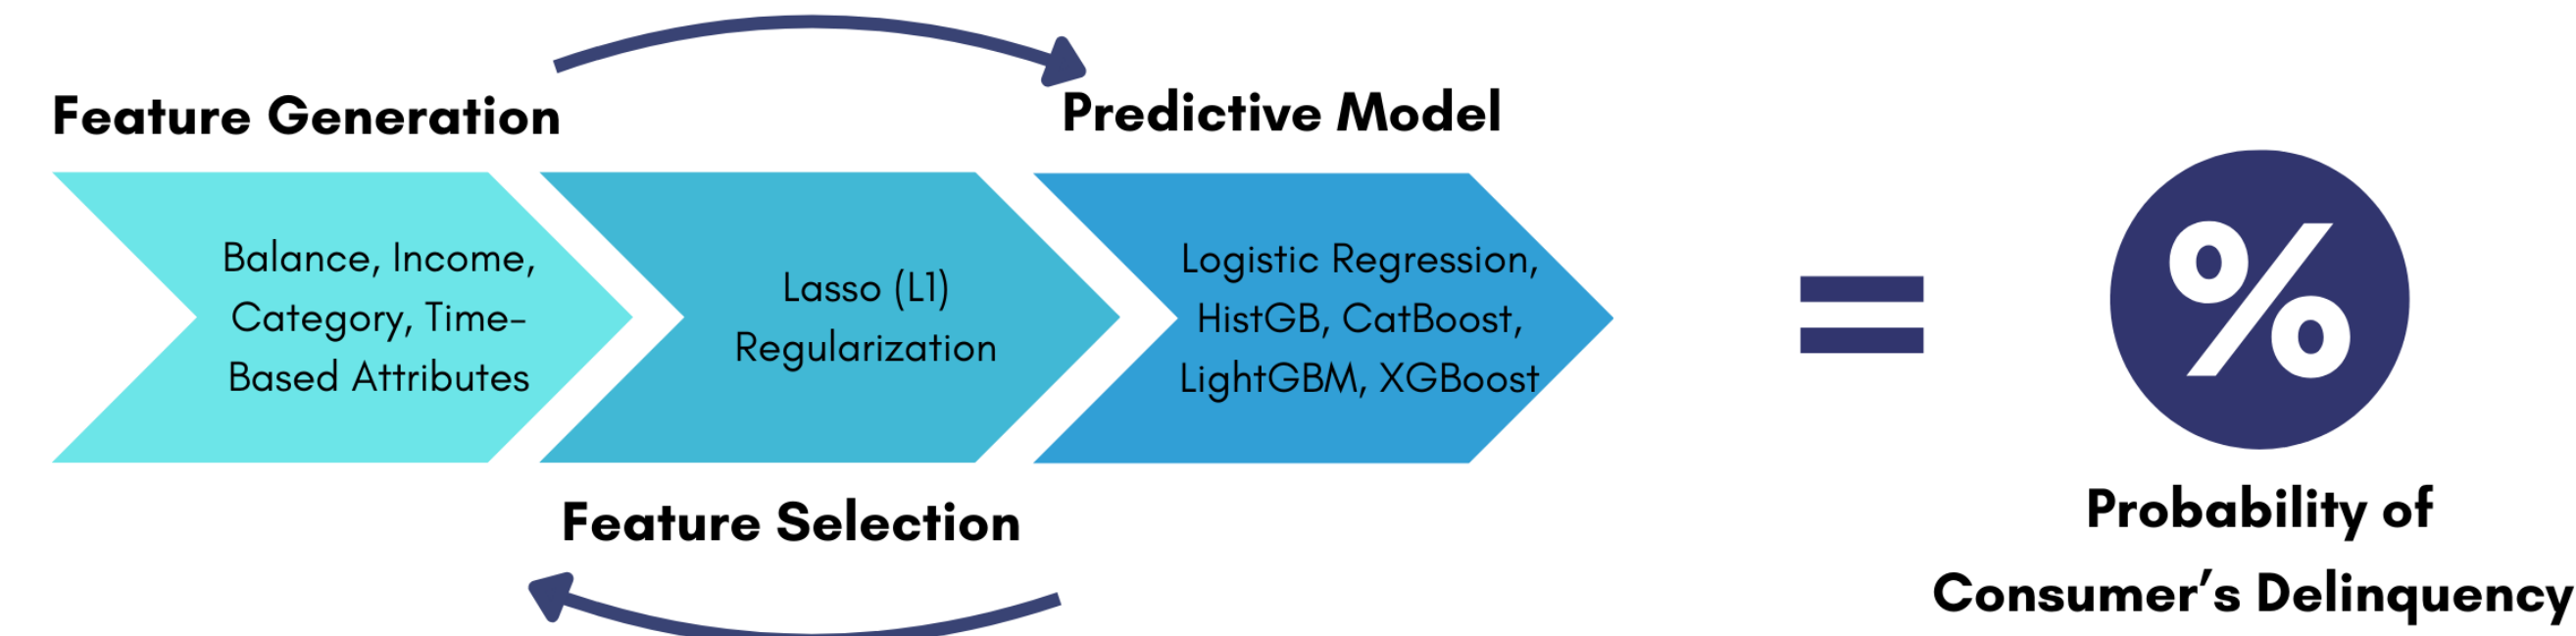 Feature Generation
Balance, Income,
Category, Time-
Based Attributes
Feature Selection
Lasso (L1)
Regularization
Predictive Model
Logistic Regression,
HistGB, CatBoost,
LightGBM, XGBoost
=
%
Probability of
Consumer’s Delinquency